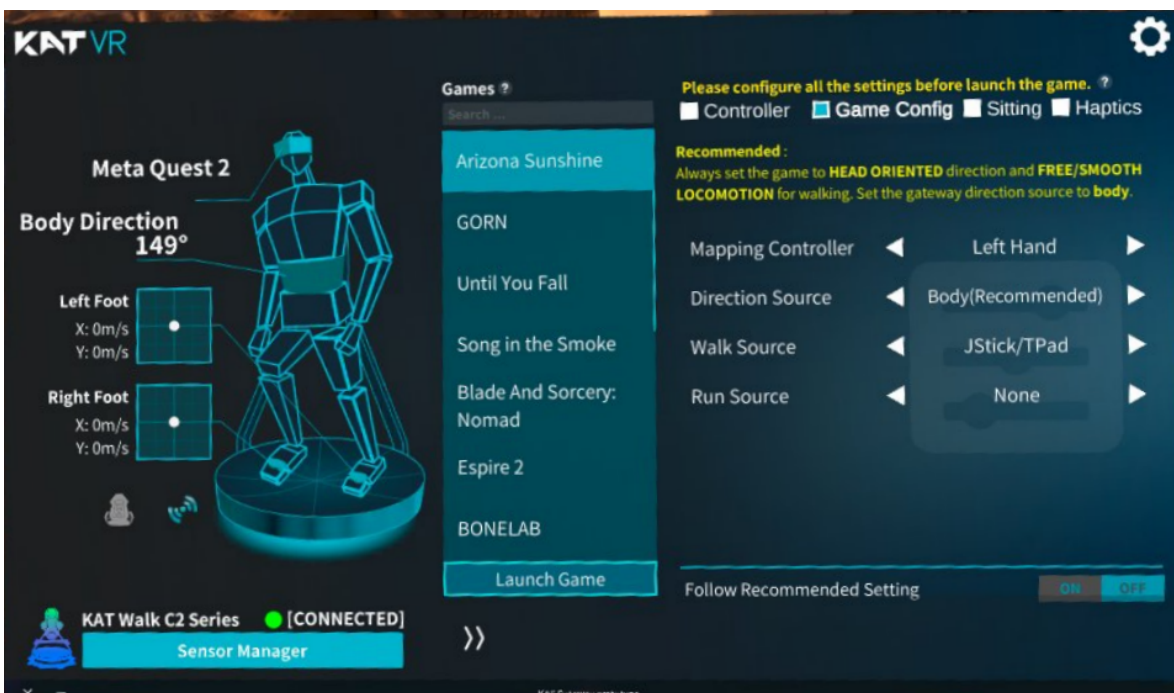 KAT VR
Meta Quest 2
Body Direction
149°
Left Foot
X: 0m/s
Y: 0m/s
Right Foot
X: 0m/s
Y: 0m/s
KAT Walk C2 Series [CONNECTED]
Sensor Manager
Games ?
Search ...
Arizona Sunshine
GORN
Until You Fall
Song in the Smoke
Blade And Sorcery:
Nomad
Espire 2
BONELAB
Launch Game
Please configure all the settings before launch the game. ?
Controller Game Config Sitting Haptics
Recommended :
Always set the game to HEAD ORIENTED direction and FREE/SMOOTH
LOCOMOTION for walking. Set the gateway direction source to body.
Mapping Controller Left Hand
Direction Source Body(Recommended)
Walk Source JStick/TPad
Run Source None
Follow Recommended Setting ON OFF